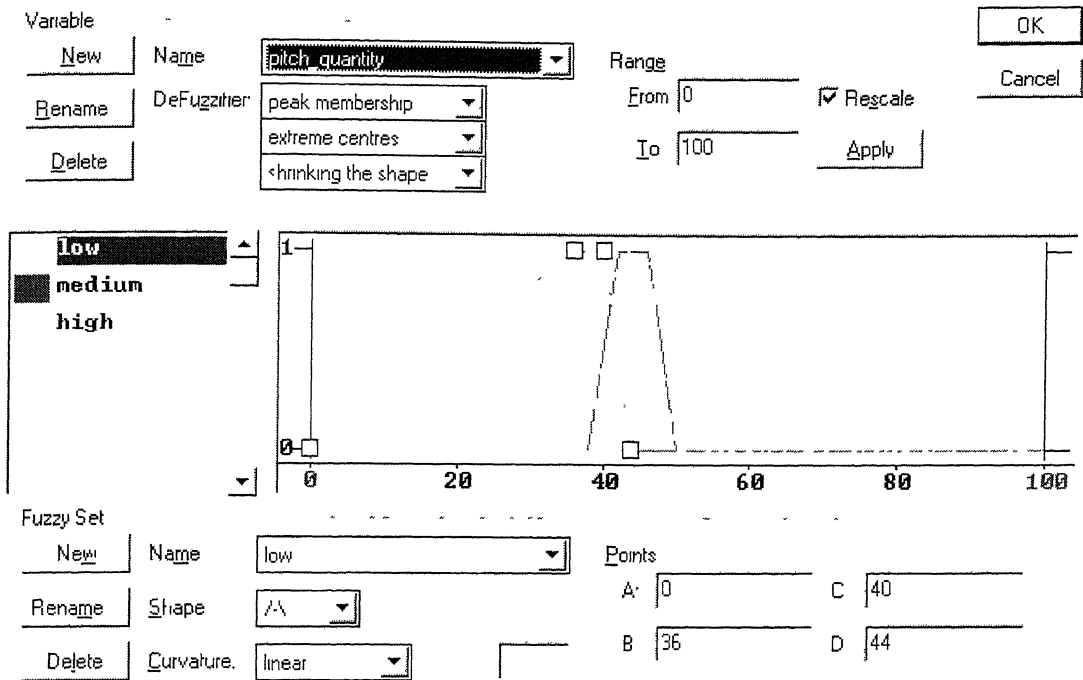 Variable
New Name pitch quantity
Rename DeFuzzifier peak membership
extreme centres
Delete shrinking the shape
Range
From 0 Rescale
To 100 Apply
OK
Cancel
low
medium
high
1
0
0 20 40 60 80 100
Fuzzy Set
New Name low
Rename Shape /-\
Delete Curvature. linear
Points
A: 0 C 40
B 36 D 44